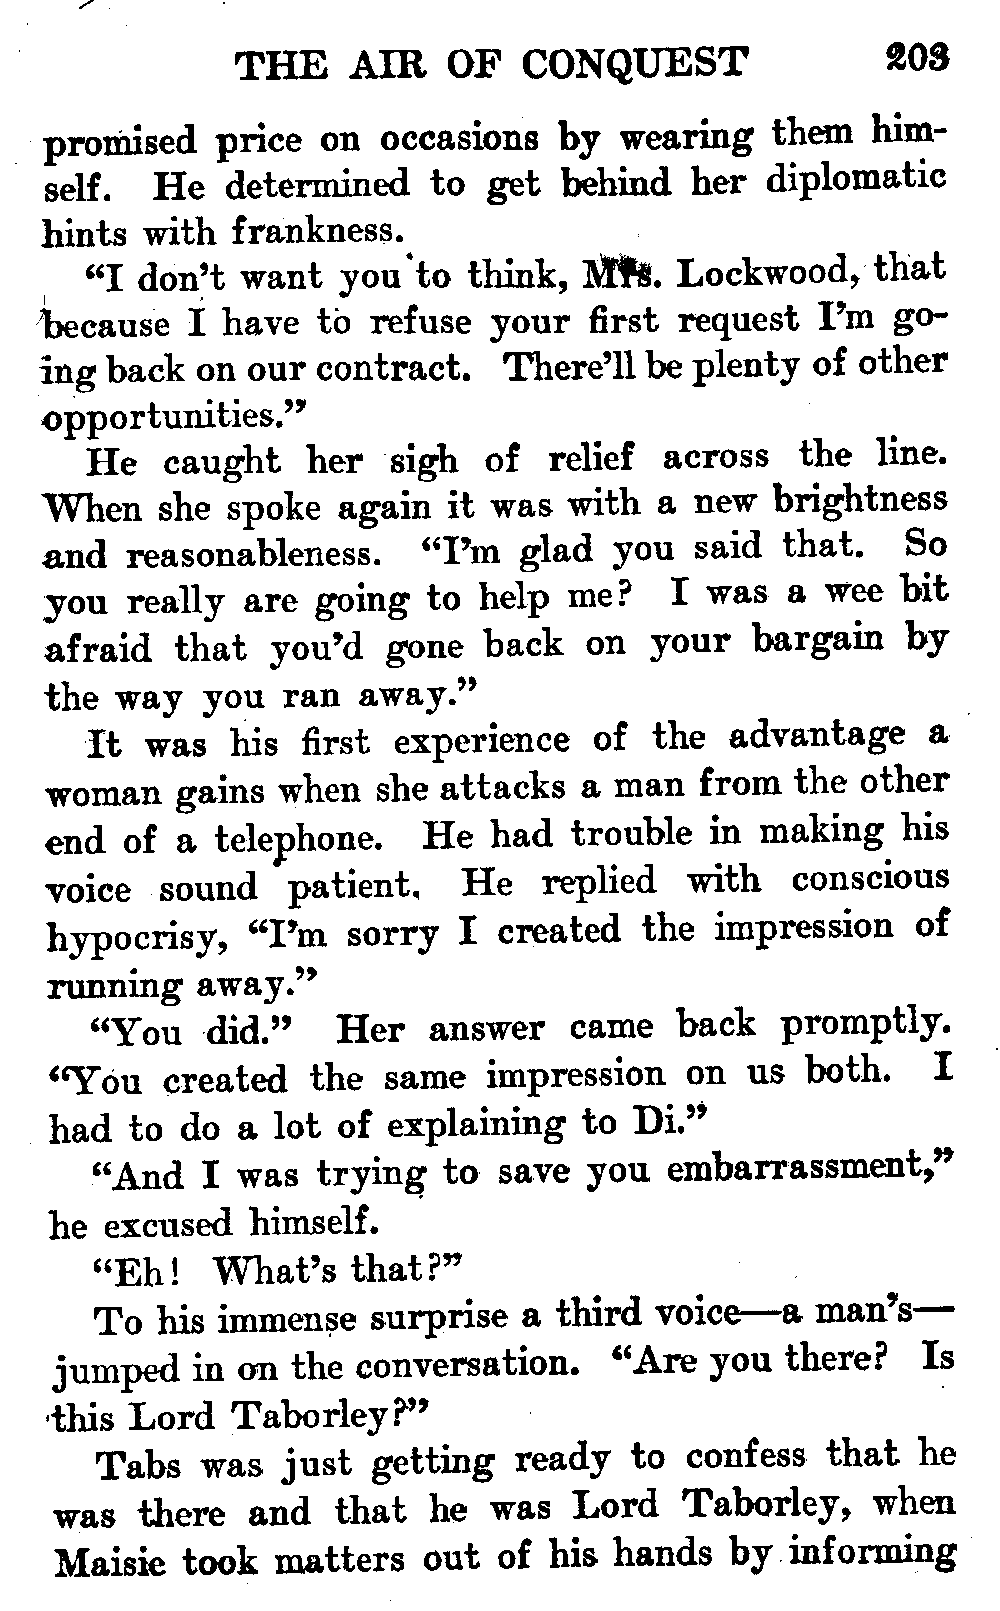 THE AIR OF CONQUEST 203
promised price on occasions by wearing them him-
self. He determined to get behind her diplomatic
hints with frankness.
“I don’t want you to think, Mrs. Lockwood, that
because I have to refuse your first request I’m go-
ing back on our contract. There’ll be plenty of other
opportunities.”
He caught her sigh of relief across the line.
When she spoke again it was with a new brightness
and reasonableness. “I’m glad you said that. So
you really are going to help me? I was a wee bit
afraid that you’d gone back on your bargain by
the way you ran away.”
It was his first experience of the advantage a
woman gains when she attacks a man from the other
end of a telephone. He had trouble in making his
voice sound patient. He replied with conscious
hypocrisy, “I’m sorry I created the impression of
running away.”
“You did.” Her answer came back promptly.
“You created the same impression on us both. I
had to do a lot of explaining to Di.”
“And I was trying to save you embarrassment,”
he excused himself.
“Eh! What’s that?”
To his immense surprise a third voice—a man’s—
jumped in on the conversation. “Are you there? Is
this Lord Taborley?”
Tabs was just getting ready to confess that he
was there and that he was Lord Taborley, when
Maisie took matters out of his hands by informing